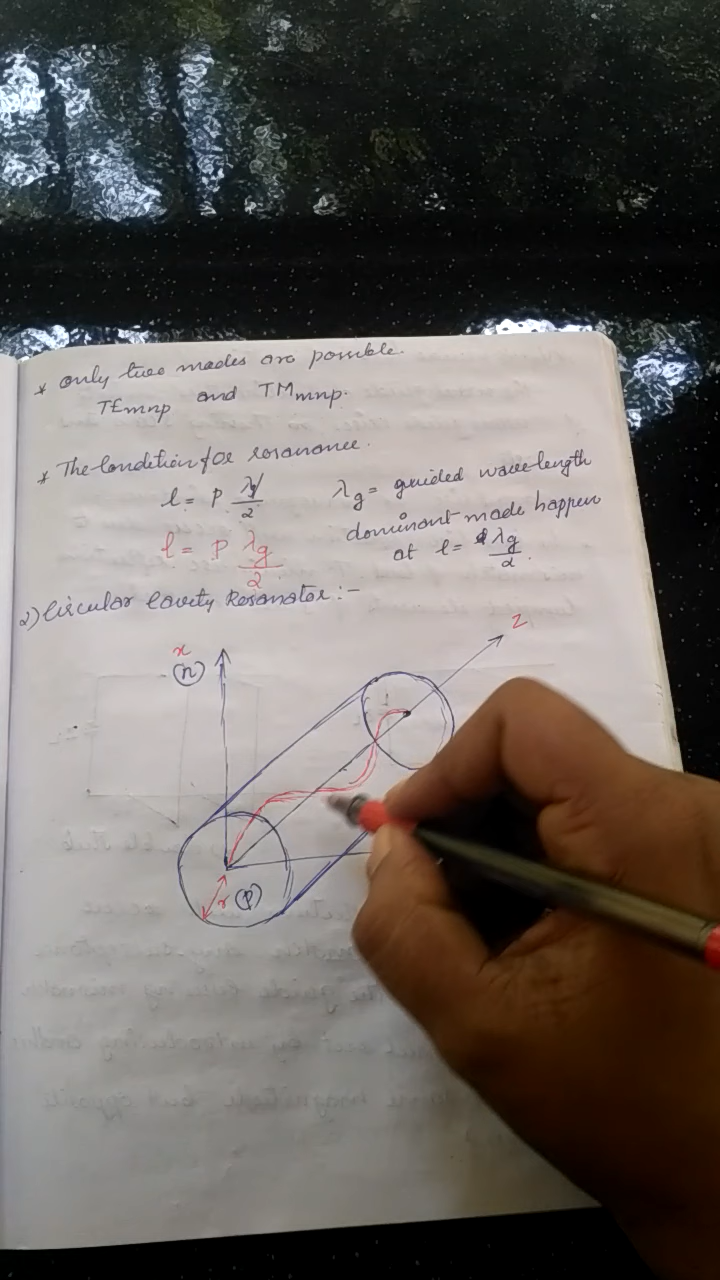 * only two modes are possible.
TEmnp and TMmnp.
* The Condition for resonance.
l = P λg/2
λg = guided wavelength
l = P λg/2
dominant mode happen
at l = λg/2.
2) Circular Cavity Resonator :-
x
(n)
z
r (P)